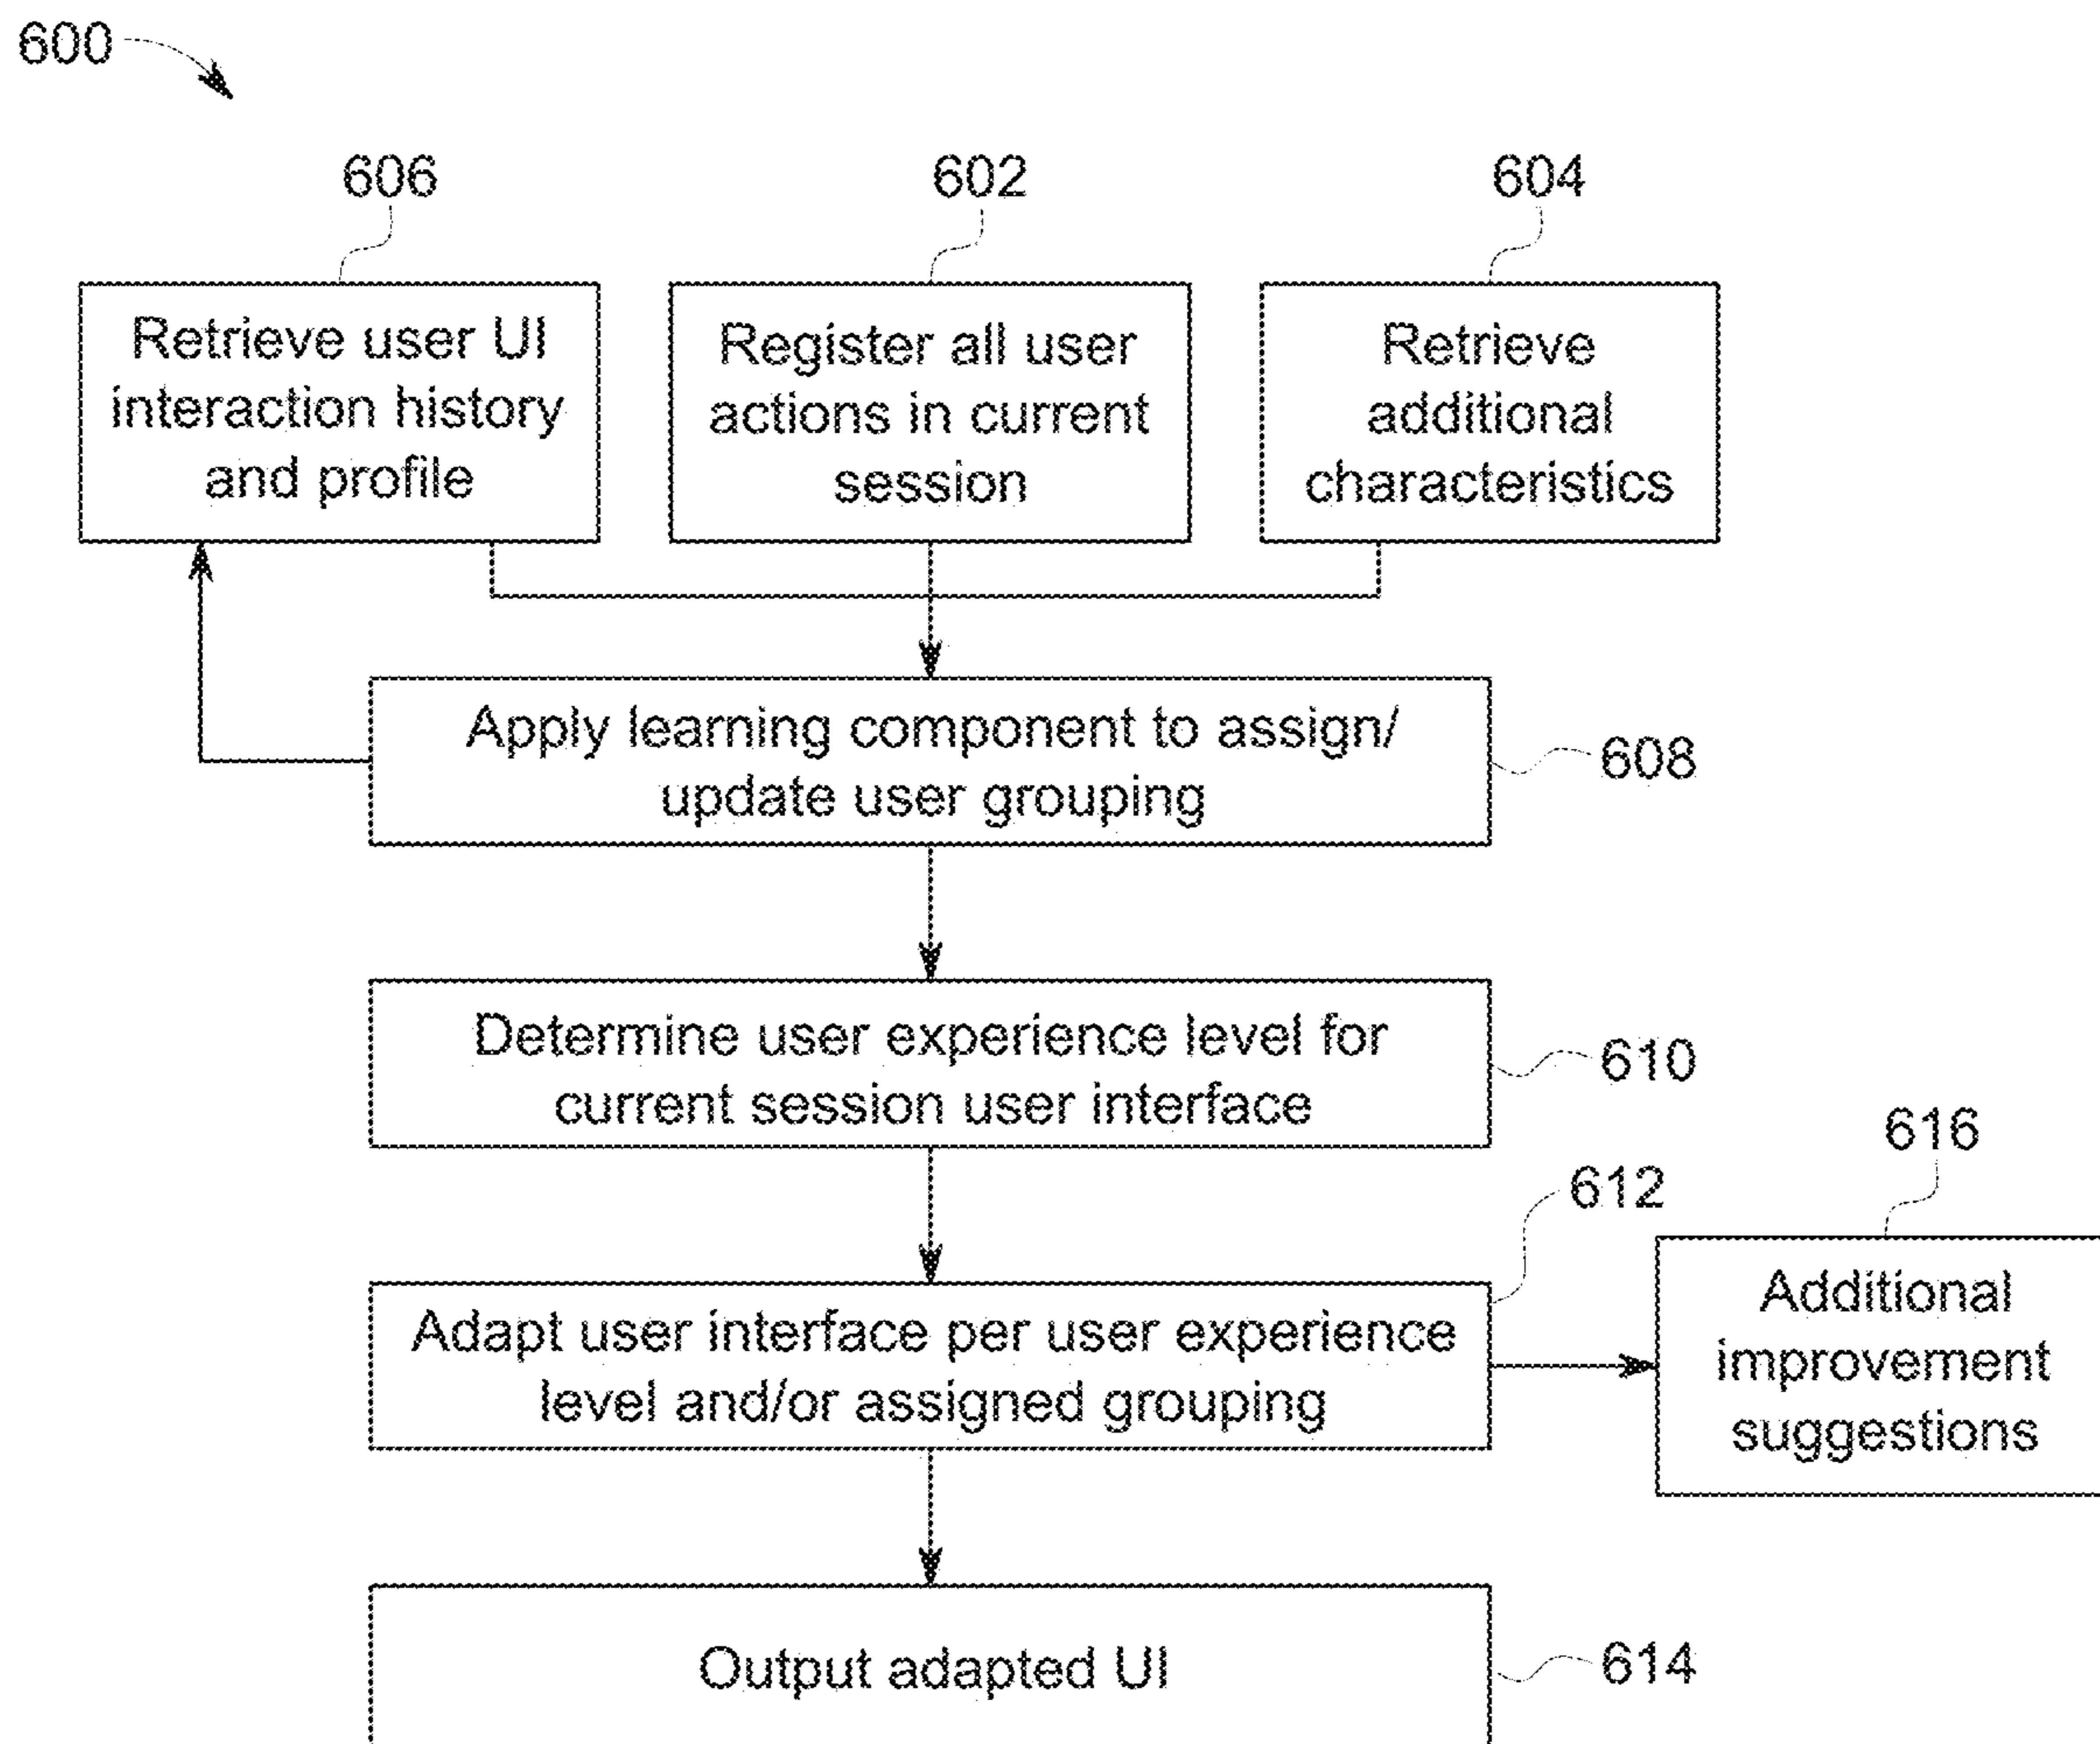 600
606
602
604
Retrieve user UI
interaction history
and profile
Register all user
actions in current
session
Retrieve
additional
characteristics
Apply learning component to assign/
update user grouping
608
Determine user experience level for
current session user interface
610
612
616
Adapt user interface per user experience
level and/or assigned grouping
Additional
improvement
suggestions
Output adapted UI
614